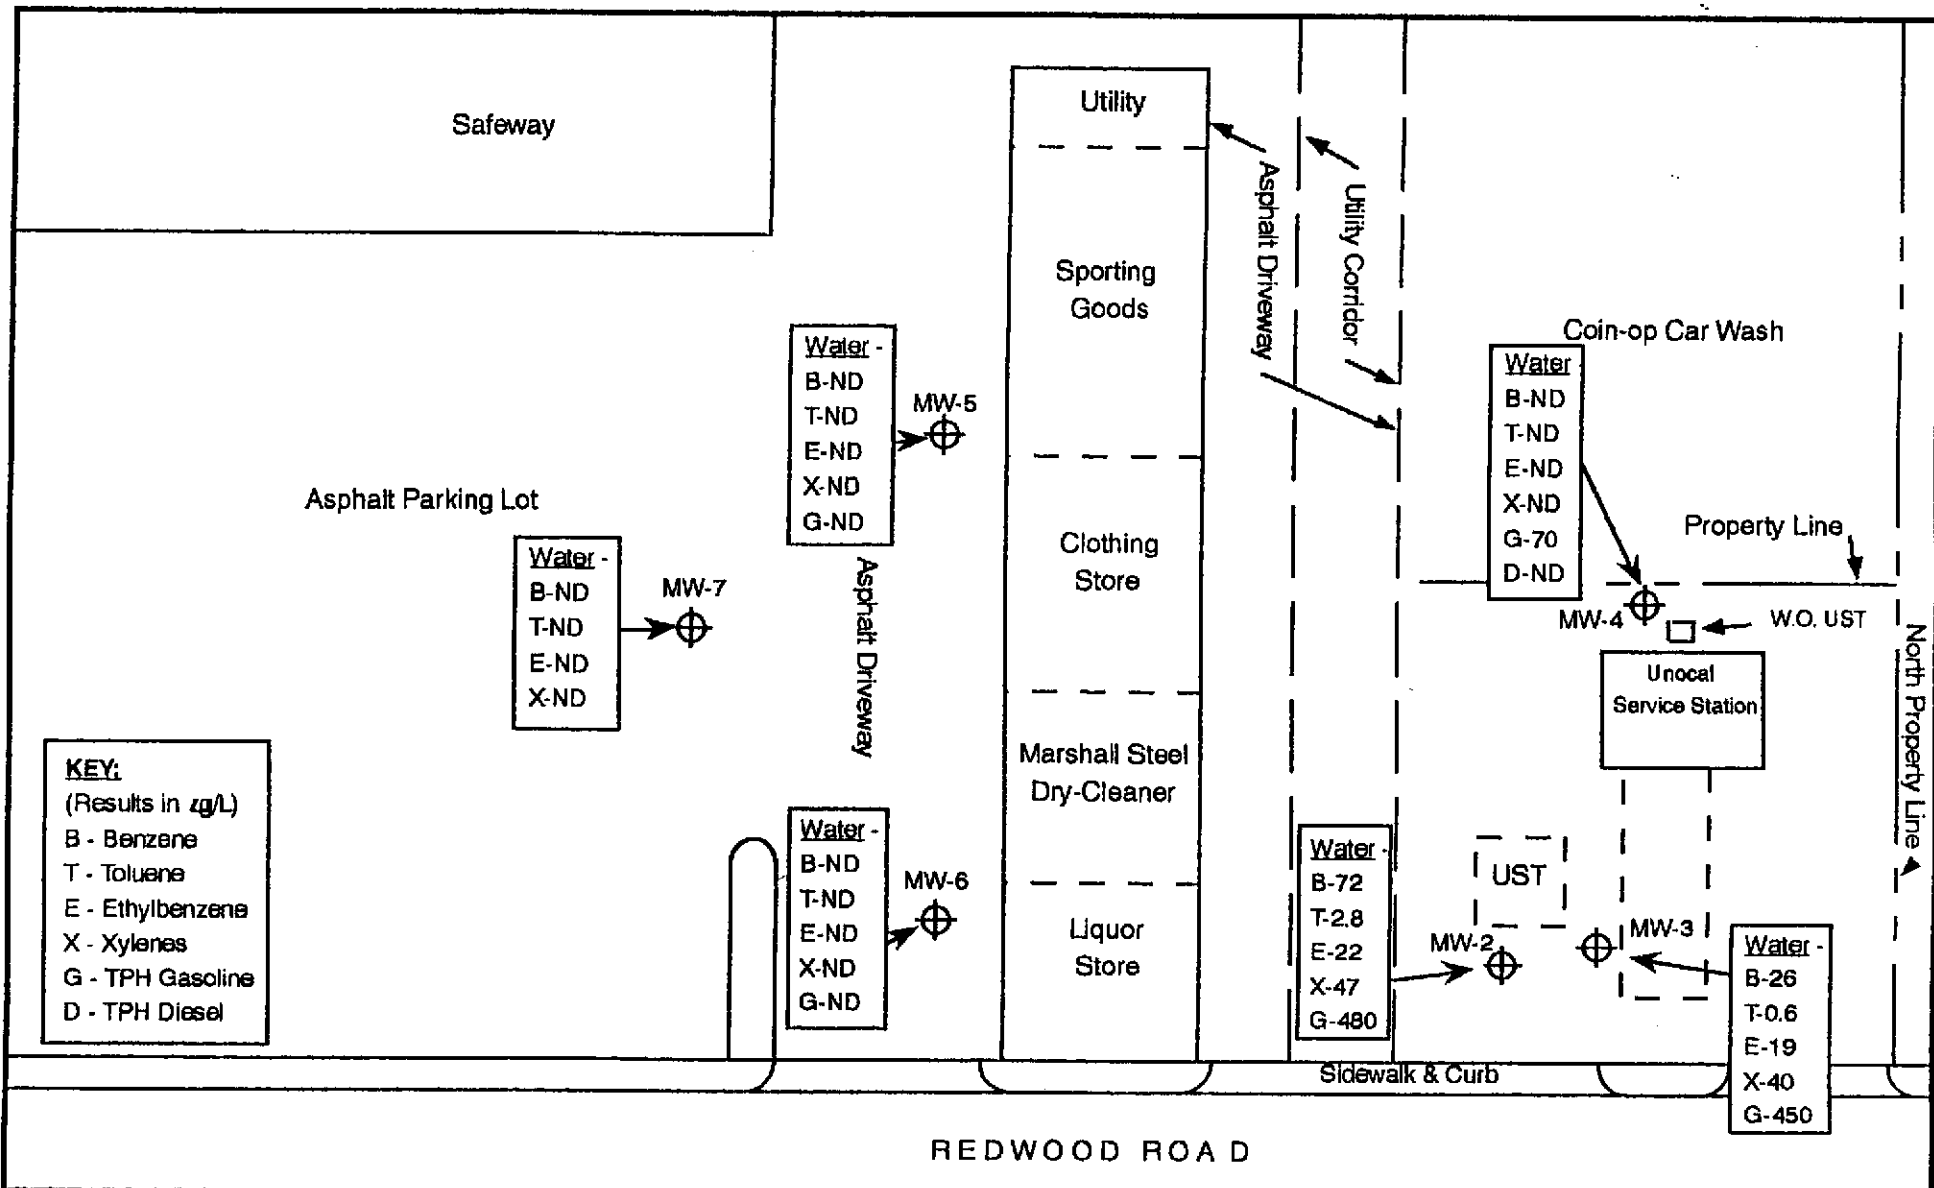 Safeway
Utility
Sporting
Goods
Clothing
Store
Marshall Steel
Dry-Cleaner
Liquor
Store
Asphalt Driveway
Utility Corridor
Coin-op Car Wash
Water
B-ND
T-ND
E-ND
X-ND
G-70
D-ND
MW-4
Property Line
W.O. UST
Unocal
Service Station
North Property Line
Water -
B-ND
T-ND
E-ND
X-ND
G-ND
MW-5
Asphalt Parking Lot
Water -
B-ND
T-ND
E-ND
X-ND
MW-7
Asphalt Driveway
KEY:
(Results in g/L)
B - Benzene
T - Toluene
E - Ethylbenzene
X - Xylenes
G - TPH Gasoline
D - TPH Diesel
Water -
B-ND
T-ND
E-ND
X-ND
G-ND
MW-6
Water -
B-72
T-2.8
E-22
X-47
G-480
MW-2
UST
MW-3
Water -
B-26
T-0.6
E-19
X-40
G-450
Sidewalk & Curb
REDWOOD ROAD